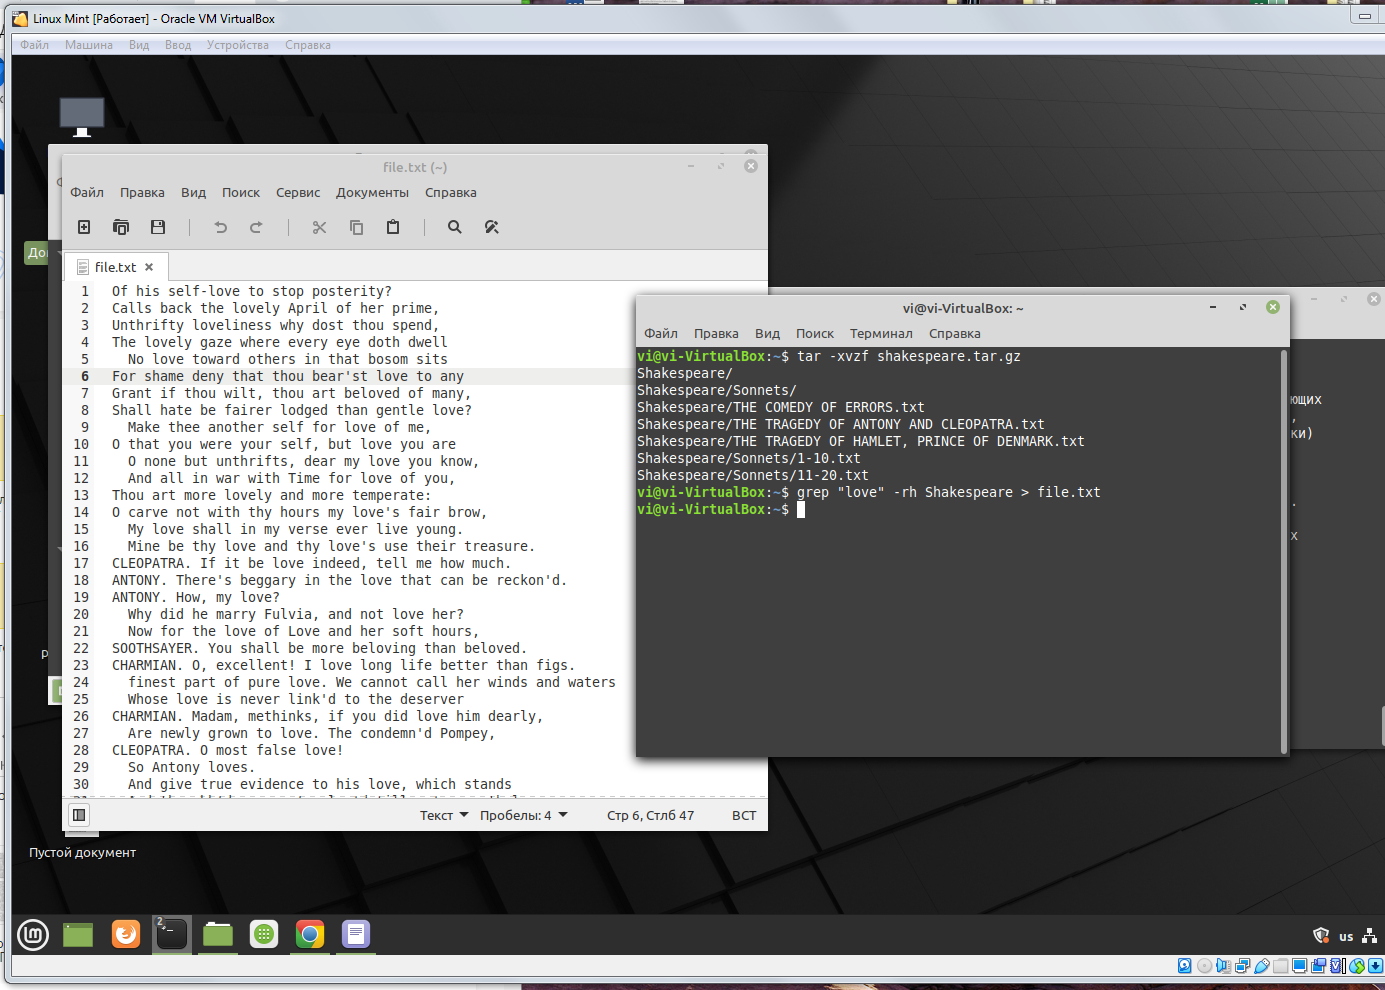 Linux Mint [Работает] - Oracle VM VirtualBox
Файл Машина Вид Ввод Устройства Справка
file.txt (~)
Файл Правка Вид Поиск Сервис Документы Справка
file.txt
1 Of his self-love to stop posterity?
2 Calls back the lovely April of her prime,
3 Unthrifty loveliness why dost thou spend,
4 The lovely gaze where every eye doth dwell
5 No love toward others in that bosom sits
6 For shame deny that thou bear'st love to any
7 Grant if thou wilt, thou art beloved of many,
8 Shall hate be fairer lodged than gentle love?
9 Make thee another self for love of me,
10 O that you were your self, but love you are
11 O none but unthrifts, dear my love you know,
12 And all in war with Time for love of you,
13 Thou art more lovely and more temperate:
14 O carve not with thy hours my love's fair brow,
15 My love shall in my verse ever live young.
16 Mine be thy love and thy love's use their treasure.
17 CLEOPATRA. If it be love indeed, tell me how much.
18 ANTONY. There's beggary in the love that can be reckon'd.
19 ANTONY. How, my love?
20 Why did he marry Fulvia, and not love her?
21 Now for the love of Love and her soft hours,
22 SOOTHSAYER. You shall be more beloving than beloved.
23 CHARMIAN. O, excellent! I love long life better than figs.
24 finest part of pure love. We cannot call her winds and waters
25 Whose love is never link'd to the deserver
26 CHARMIAN. Madam, methinks, if you did love him dearly,
27 Are newly grown to love. The condemn'd Pompey,
28 CLEOPATRA. O most false love!
29 So Antony loves.
30 And give true evidence to his love, which stands
Текст Пробелы: 4 Стр 6, Стлб 47 ВСТ
vi@vi-VirtualBox: ~
Файл Правка Вид Поиск Терминал Справка
vi@vi-VirtualBox:~$ tar -xvzf shakespeare.tar.gz
Shakespeare/
Shakespeare/Sonnets/
Shakespeare/THE COMEDY OF ERRORS.txt
Shakespeare/THE TRAGEDY OF ANTONY AND CLEOPATRA.txt
Shakespeare/THE TRAGEDY OF HAMLET, PRINCE OF DENMARK.txt
Shakespeare/Sonnets/1-10.txt
Shakespeare/Sonnets/11-20.txt
vi@vi-VirtualBox:~$ grep "love" -rh Shakespeare > file.txt
vi@vi-VirtualBox:~$
ющих
,
ки)
.
х
Пустой документ
2
us